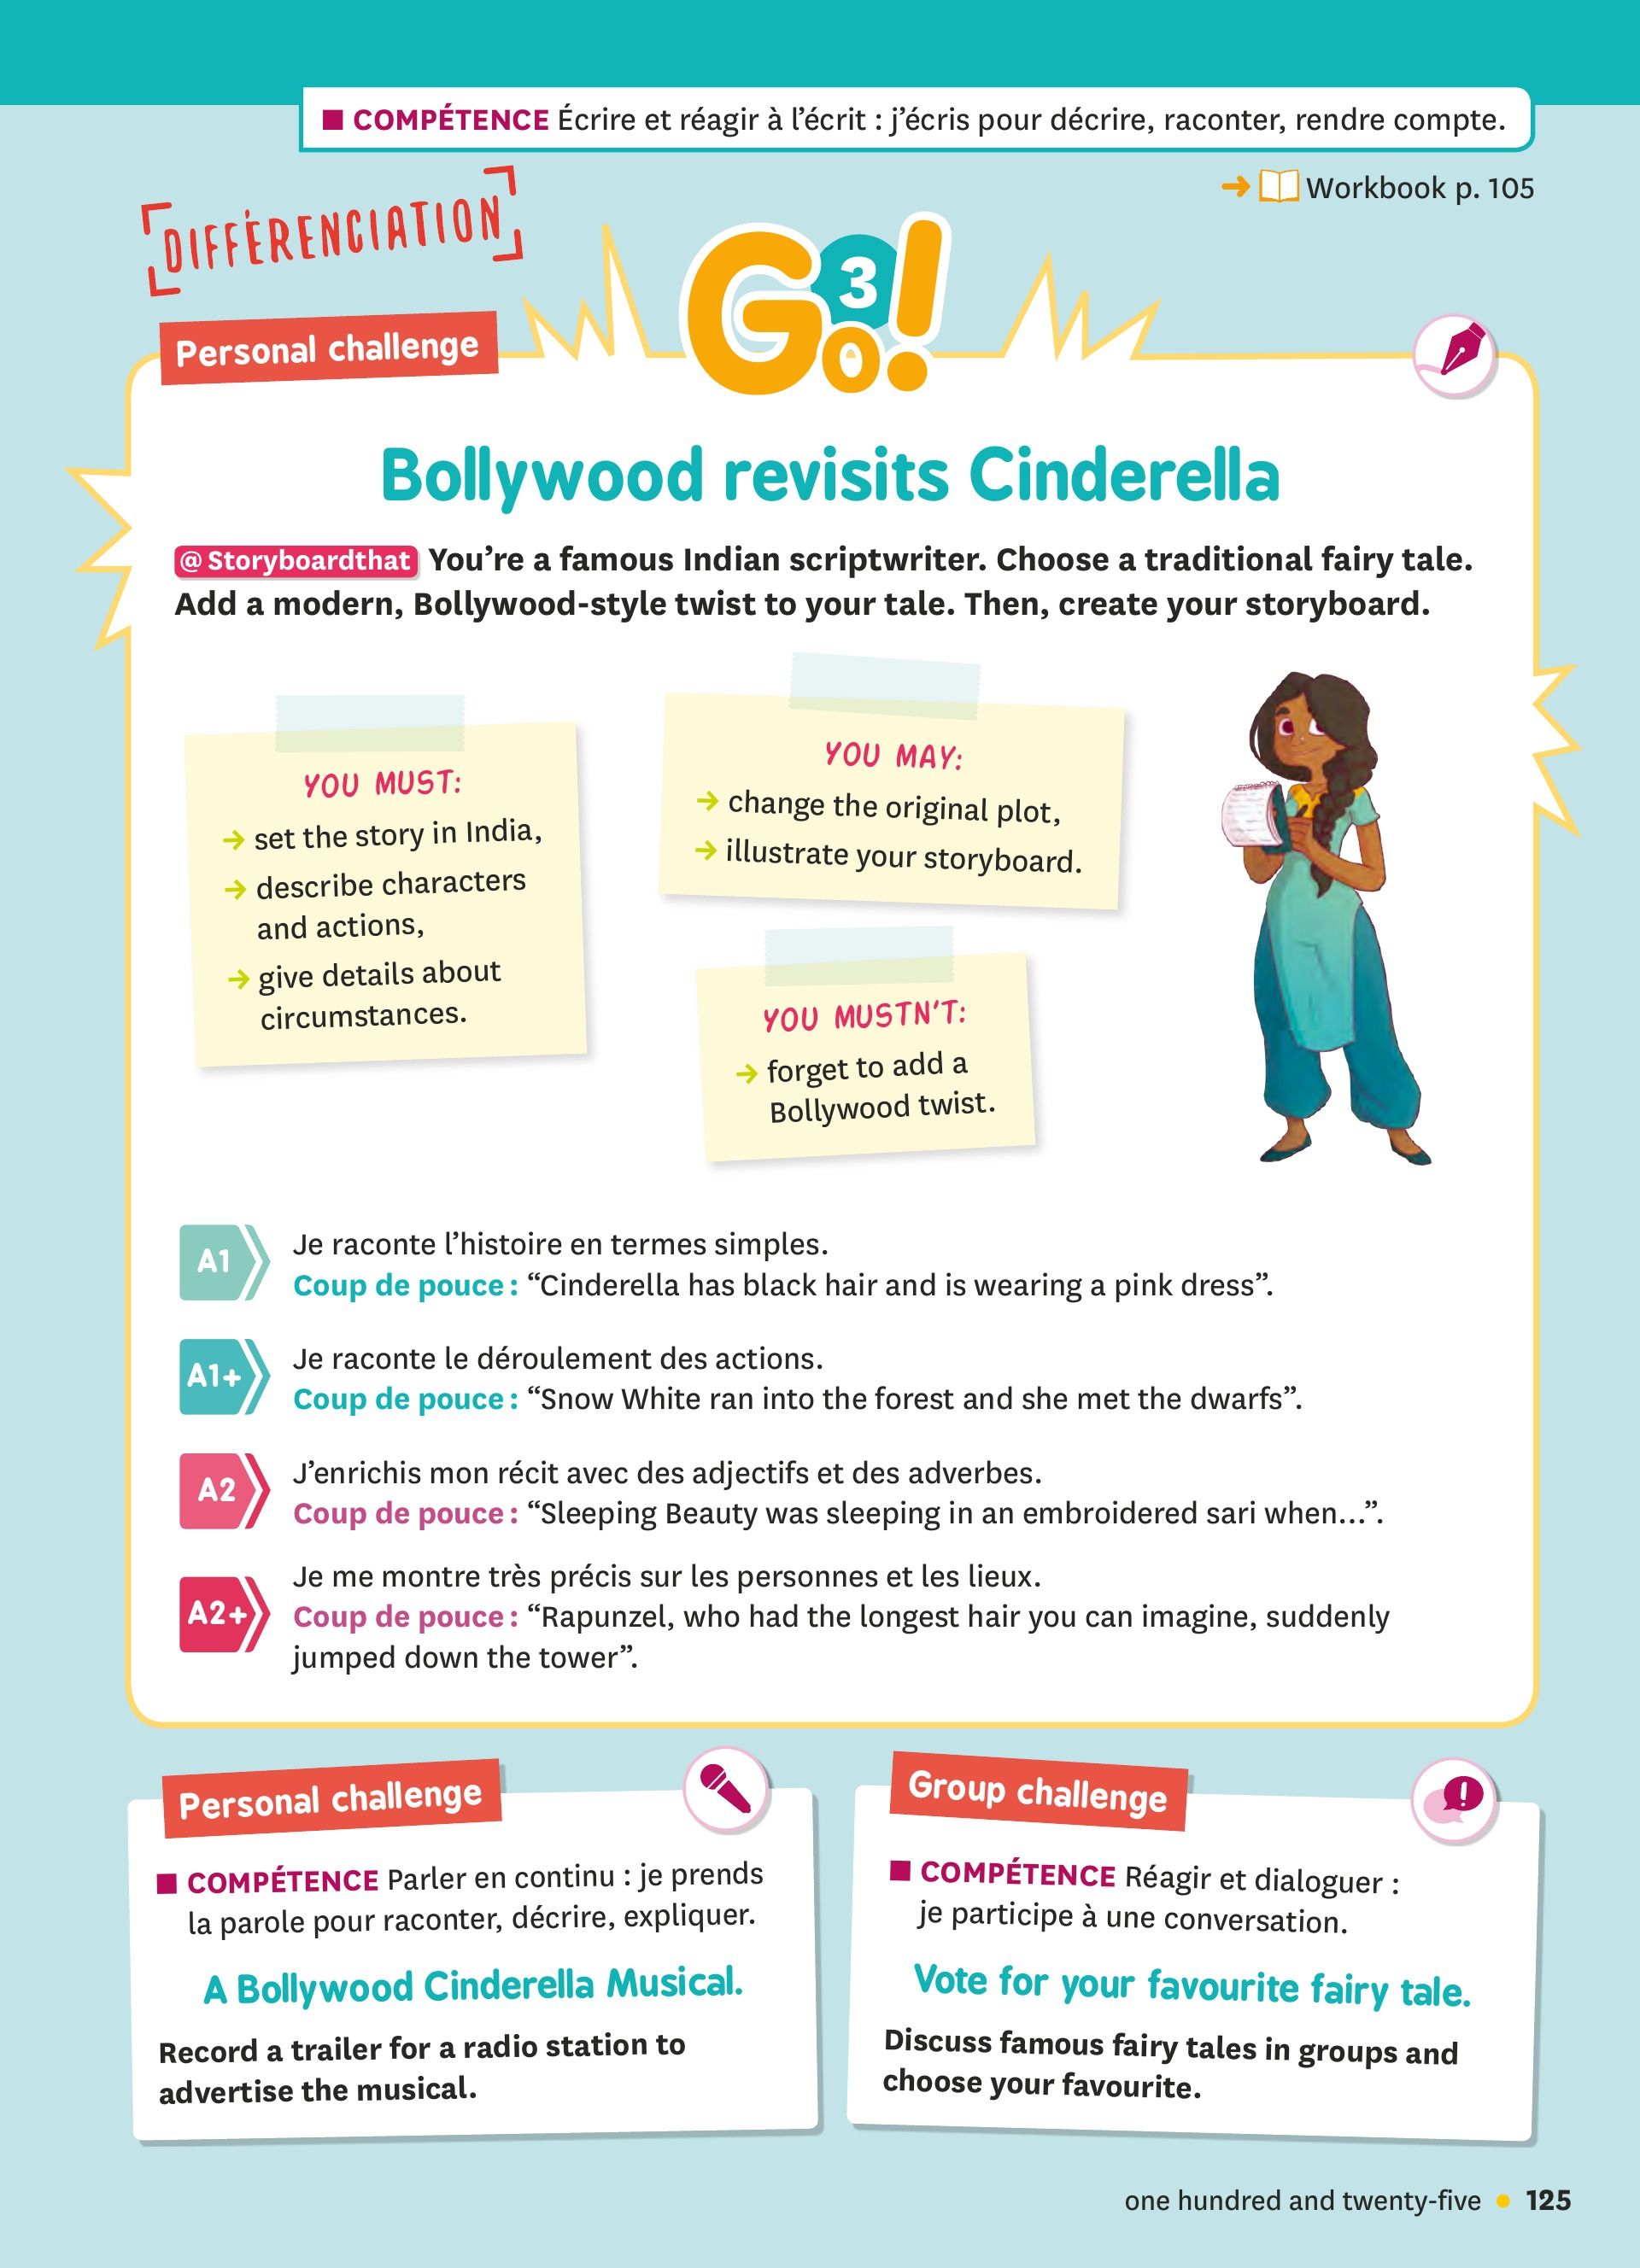 ■ COMPÉTENCE Écrire et réagir à l’écrit : j’écris pour décrire, raconter, rendre compte.
➜ Workbook p. 105
DIFFÉRENCIATION
Go! 3
Personal challenge
Bollywood revisits Cinderella
@ Storyboardthat You’re a famous Indian scriptwriter. Choose a traditional fairy tale.
Add a modern, Bollywood-style twist to your tale. Then, create your storyboard.
YOU MUST:
→ set the story in India,
→ describe characters
and actions,
→ give details about
circumstances.
YOU MAY:
→ change the original plot,
→ illustrate your storyboard.
YOU MUSTN’T:
→ forget to add a
Bollywood twist.
A1
Je raconte l’histoire en termes simples.
Coup de pouce : “Cinderella has black hair and is wearing a pink dress”.
A1+
Je raconte le déroulement des actions.
Coup de pouce : “Snow White ran into the forest and she met the dwarfs”.
A2
J’enrichis mon récit avec des adjectifs et des adverbes.
Coup de pouce : “Sleeping Beauty was sleeping in an embroidered sari when...”.
A2+
Je me montre très précis sur les personnes et les lieux.
Coup de pouce : “Rapunzel, who had the longest hair you can imagine, suddenly
jumped down the tower”.
Personal challenge
■ COMPÉTENCE Parler en continu : je prends
la parole pour raconter, décrire, expliquer.
A Bollywood Cinderella Musical.
Record a trailer for a radio station to
advertise the musical.
Group challenge
■ COMPÉTENCE Réagir et dialoguer :
je participe à une conversation.
Vote for your favourite fairy tale.
Discuss famous fairy tales in groups and
choose your favourite.
one hundred and twenty-five • 125